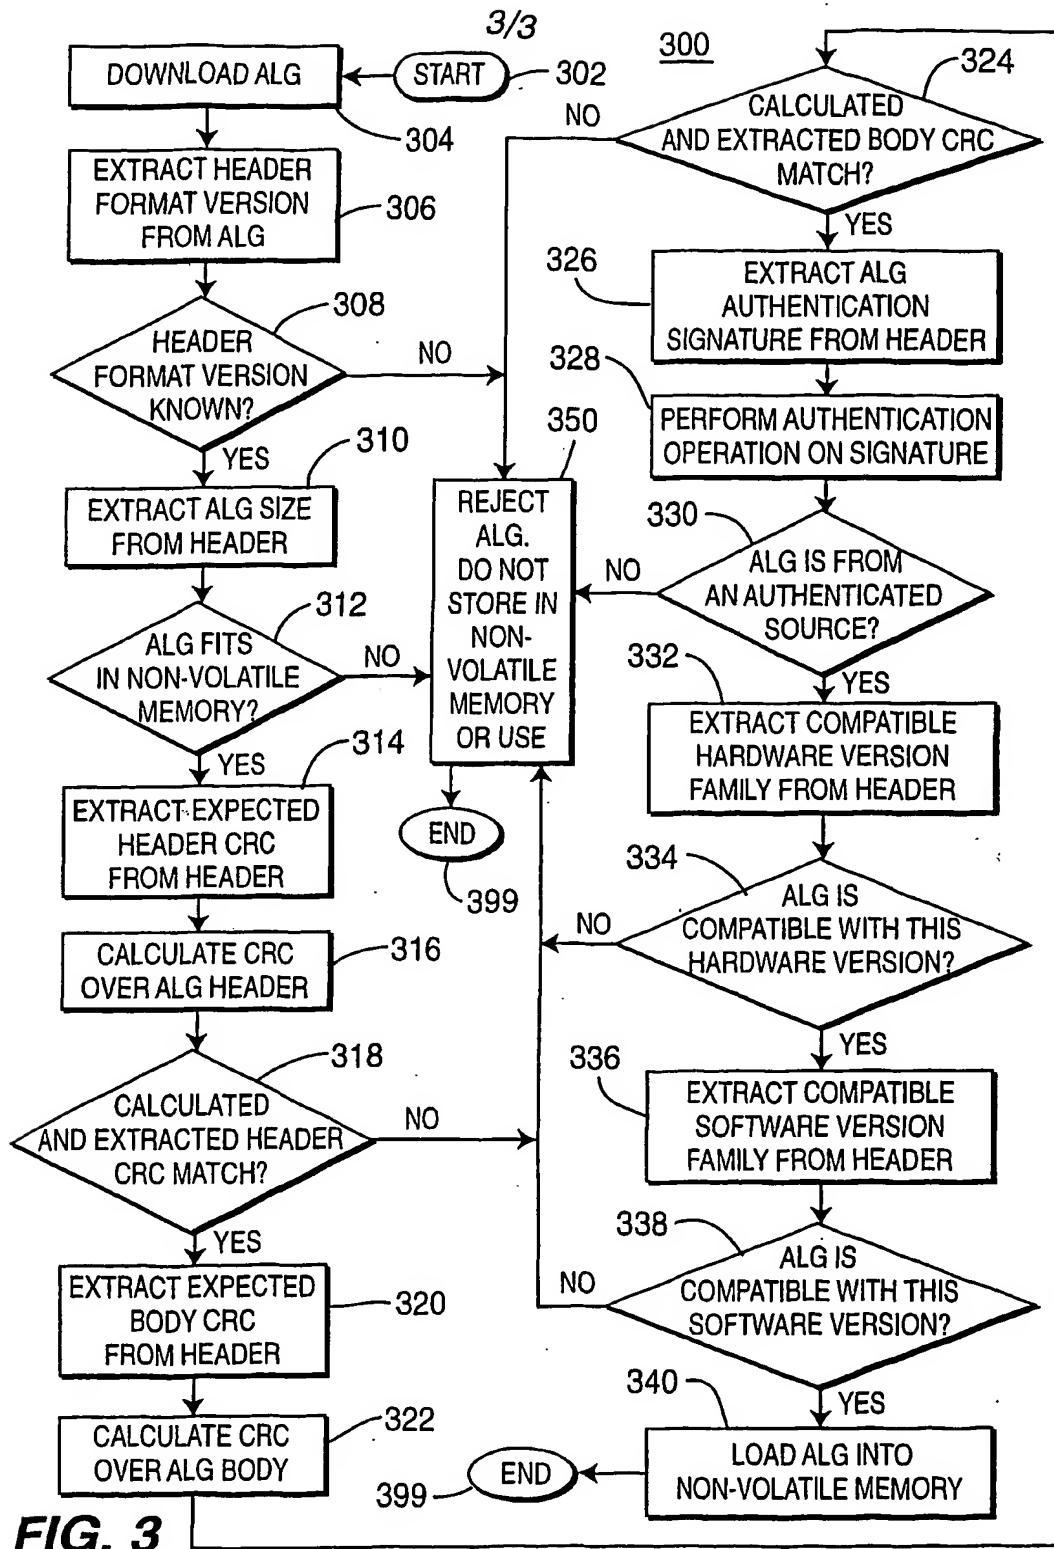 3/3
300
START
302
DOWNLOAD ALG
304
EXTRACT HEADER
FORMAT VERSION
FROM ALG
306
HEADER
FORMAT VERSION
KNOWN?
308
NO
YES
EXTRACT ALG SIZE
FROM HEADER
310
ALG FITS
IN NON-VOLATILE
MEMORY?
312
NO
YES
EXTRACT EXPECTED
HEADER CRC
FROM HEADER
314
CALCULATE CRC
OVER ALG HEADER
316
CALCULATED
AND EXTRACTED HEADER
CRC MATCH?
318
NO
YES
EXTRACT EXPECTED
BODY CRC
FROM HEADER
320
CALCULATE CRC
OVER ALG BODY
322
REJECT
ALG.
DO NOT
STORE IN
NON-
VOLATILE
MEMORY
OR USE
350
END
399
CALCULATED
AND EXTRACTED BODY CRC
MATCH?
324
NO
YES
EXTRACT ALG
AUTHENTICATION
SIGNATURE FROM HEADER
326
PERFORM AUTHENTICATION
OPERATION ON SIGNATURE
328
ALG IS FROM
AN AUTHENTICATED
SOURCE?
330
NO
YES
EXTRACT COMPATIBLE
HARDWARE VERSION
FAMILY FROM HEADER
332
ALG IS
COMPATIBLE WITH THIS
HARDWARE VERSION?
334
NO
YES
EXTRACT COMPATIBLE
SOFTWARE VERSION
FAMILY FROM HEADER
336
ALG IS
COMPATIBLE WITH THIS
SOFTWARE VERSION?
338
NO
YES
LOAD ALG INTO
NON-VOLATILE MEMORY
340
END
399
FIG. 3